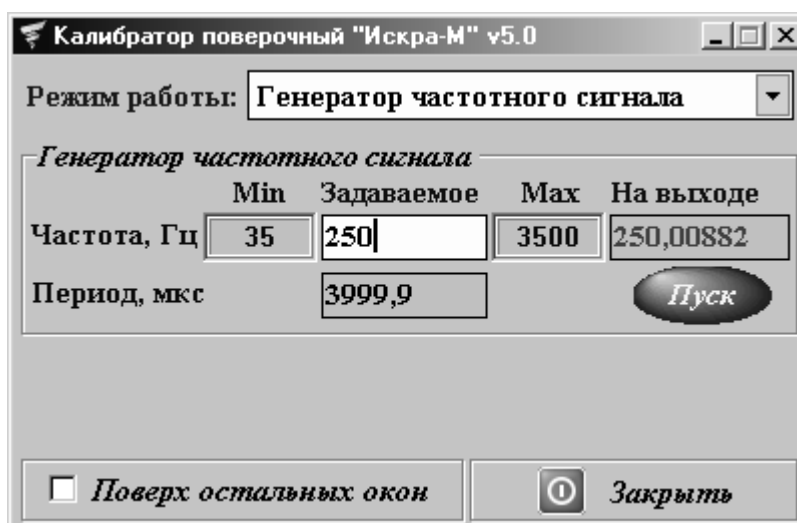 Калибратор поверочный "Искра-М" v5.0
Режим работы: Генератор частотного сигнала
Генератор частотного сигнала
Min Задаваемое Max На выходе
Частота, Гц 35 250 3500 250,00882
Период, мкс 3999,9 Пуск
Поверх остальных окон Закрыть